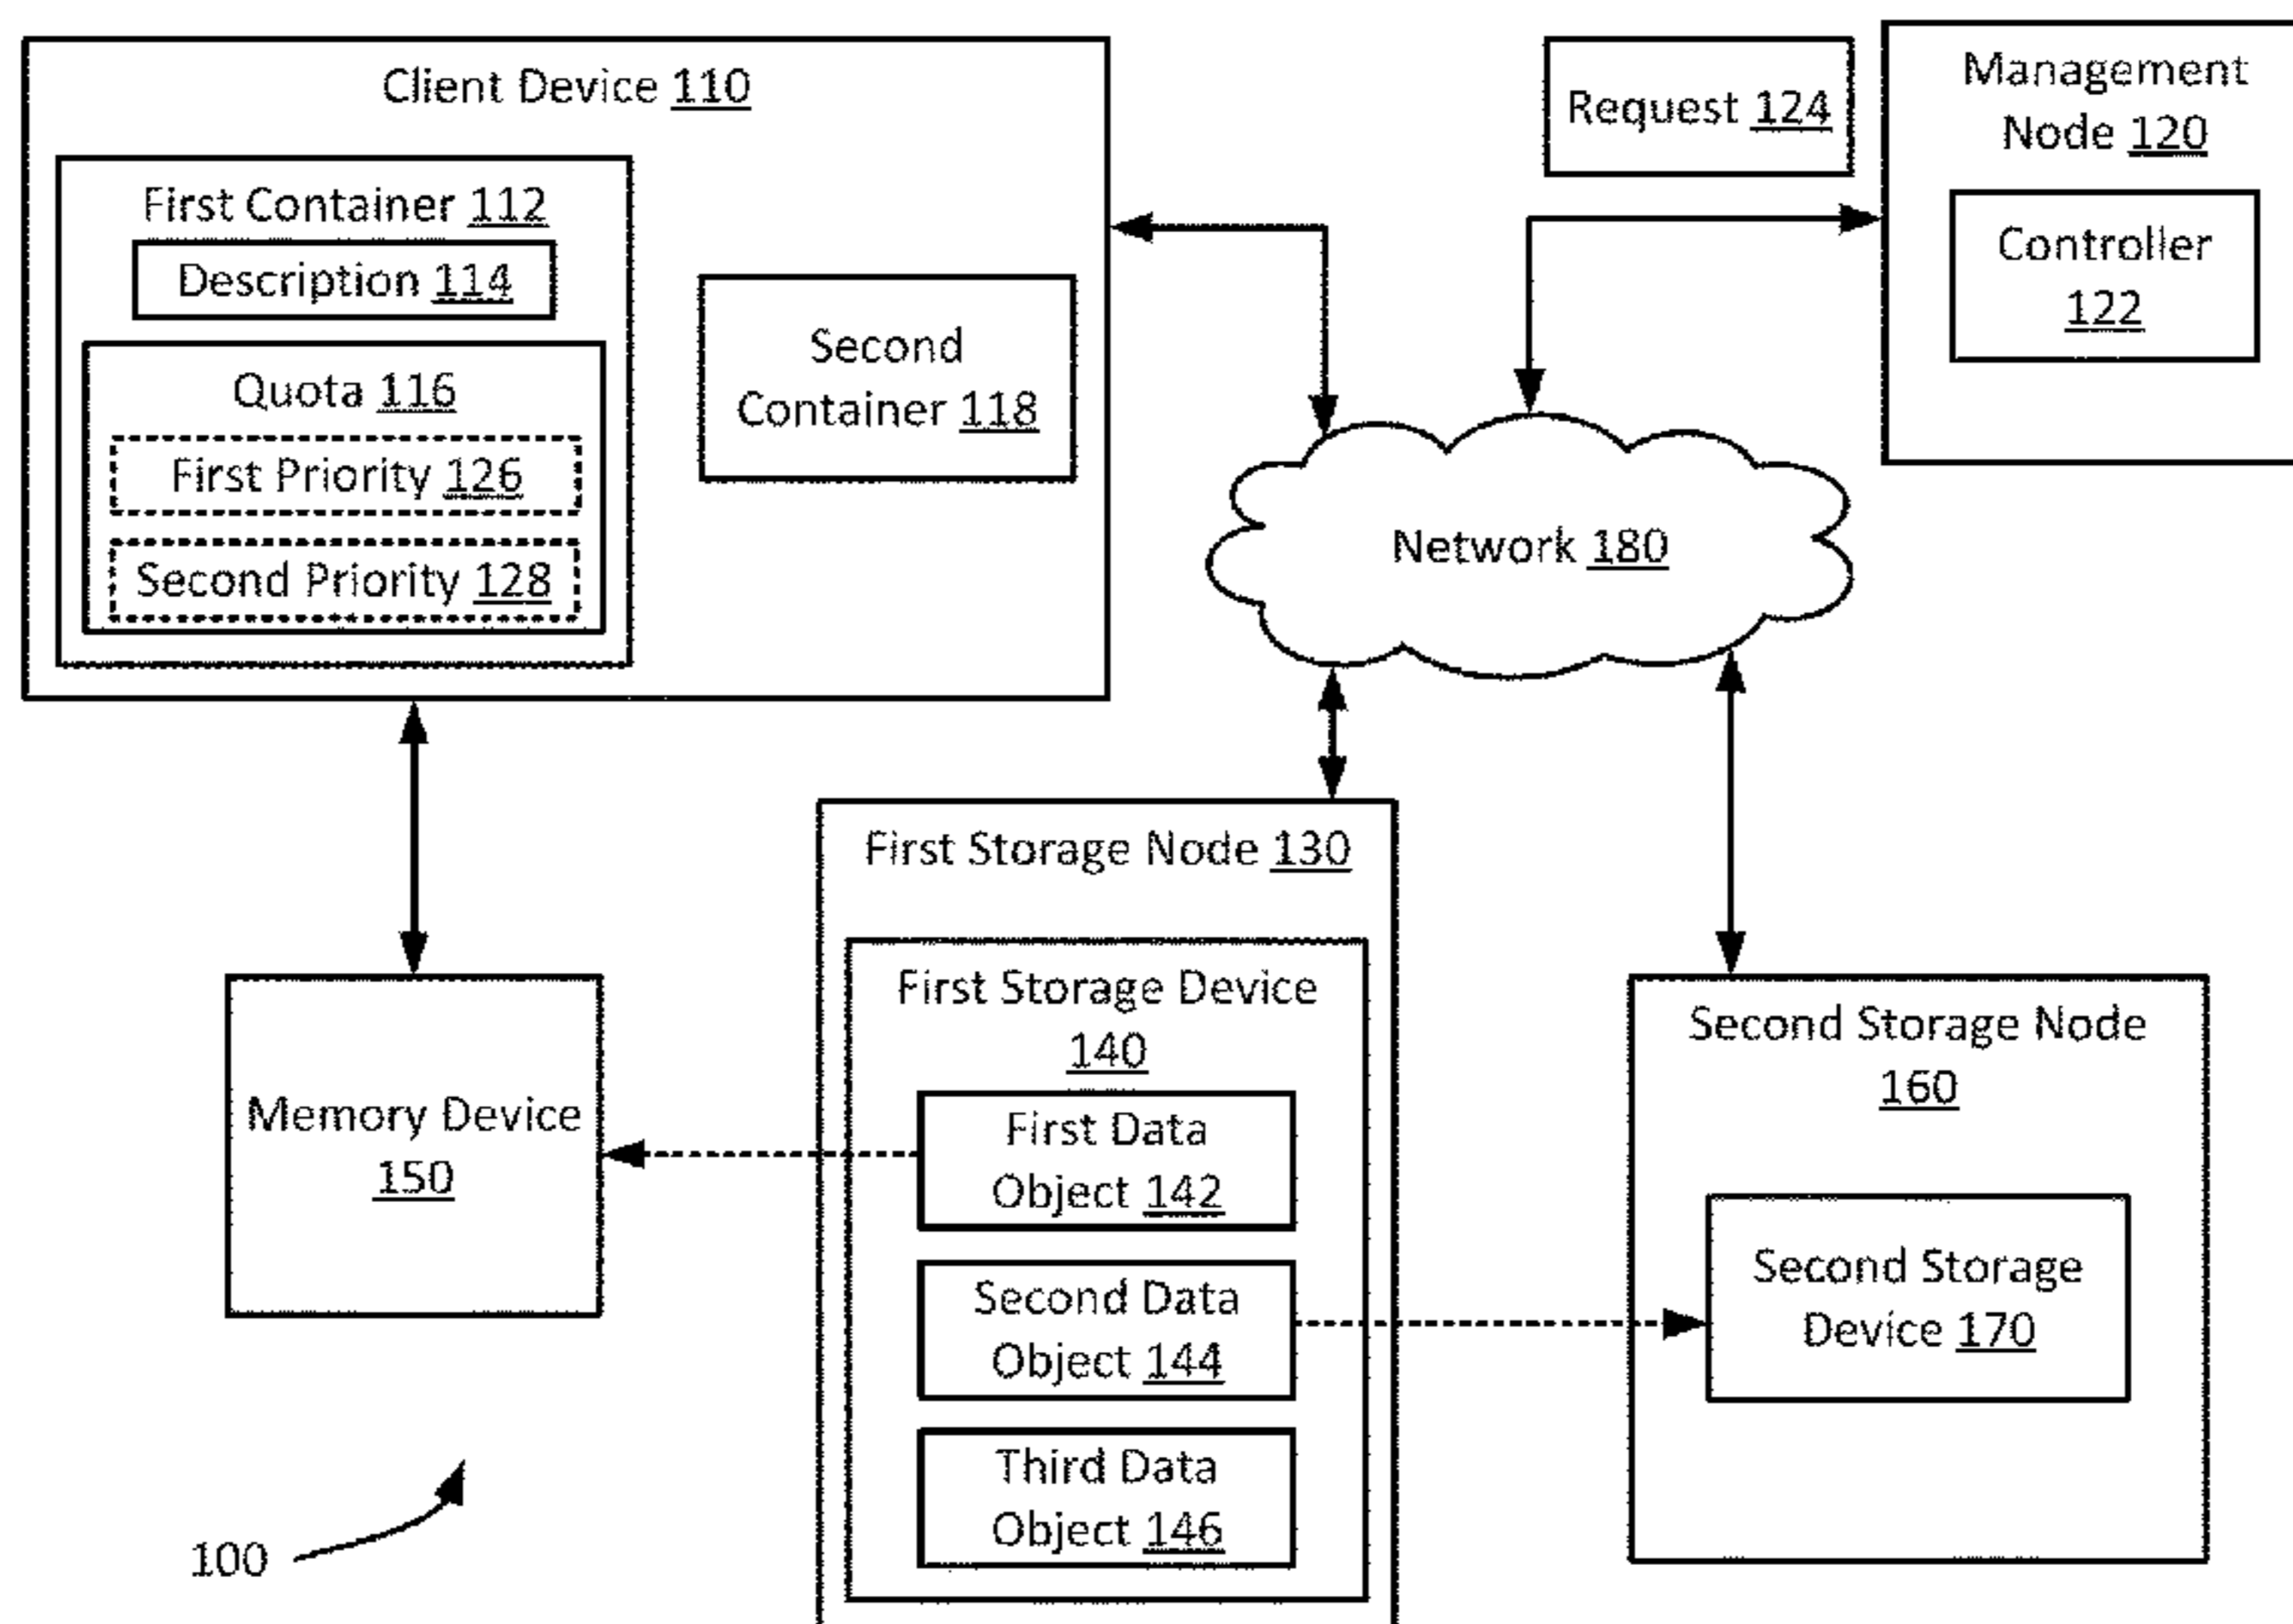 Client Device 110
First Container 112
Description 114
Quota 116
First Priority 126
Second Priority 128
Second
Container 118
Request 124
Management
Node 120
Controller
122
Network 180
Memory Device
150
First Storage Node 130
First Storage Device
140
First Data
Object 142
Second Data
Object 144
Third Data
Object 146
Second Storage Node
160
Second Storage
Device 170
100